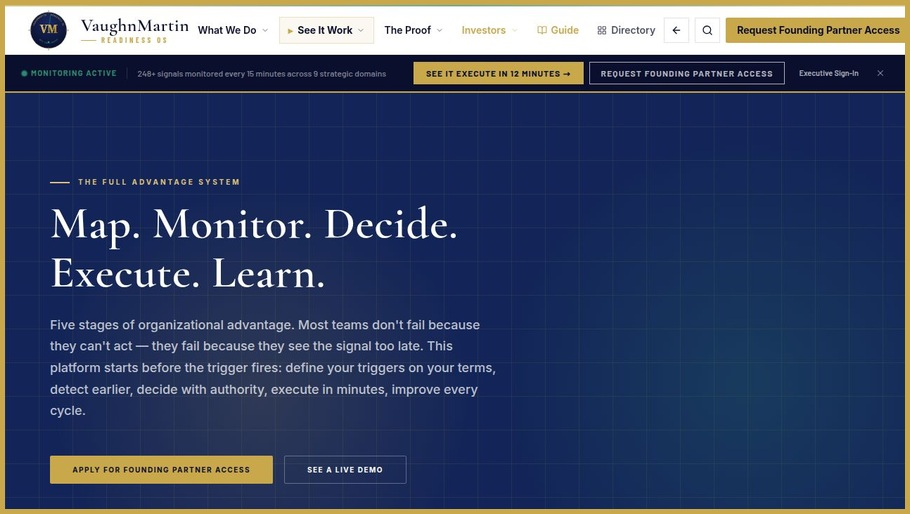 VM
VaughnMartin
READINESS OS
What We Do
▸ See It Work
The Proof
Investors
Guide
Directory
Request Founding Partner Access
MONITORING ACTIVE
248+ signals monitored every 15 minutes across 9 strategic domains
SEE IT EXECUTE IN 12 MINUTES →
REQUEST FOUNDING PARTNER ACCESS
Executive Sign-In
THE FULL ADVANTAGE SYSTEM
Map. Monitor. Decide.
Execute. Learn.
Five stages of organizational advantage. Most teams don't fail because
they can't act — they fail because they see the signal too late. This
platform starts before the trigger fires: define your triggers on your terms,
detect earlier, decide with authority, execute in minutes, improve every
cycle.
APPLY FOR FOUNDING PARTNER ACCESS
SEE A LIVE DEMO